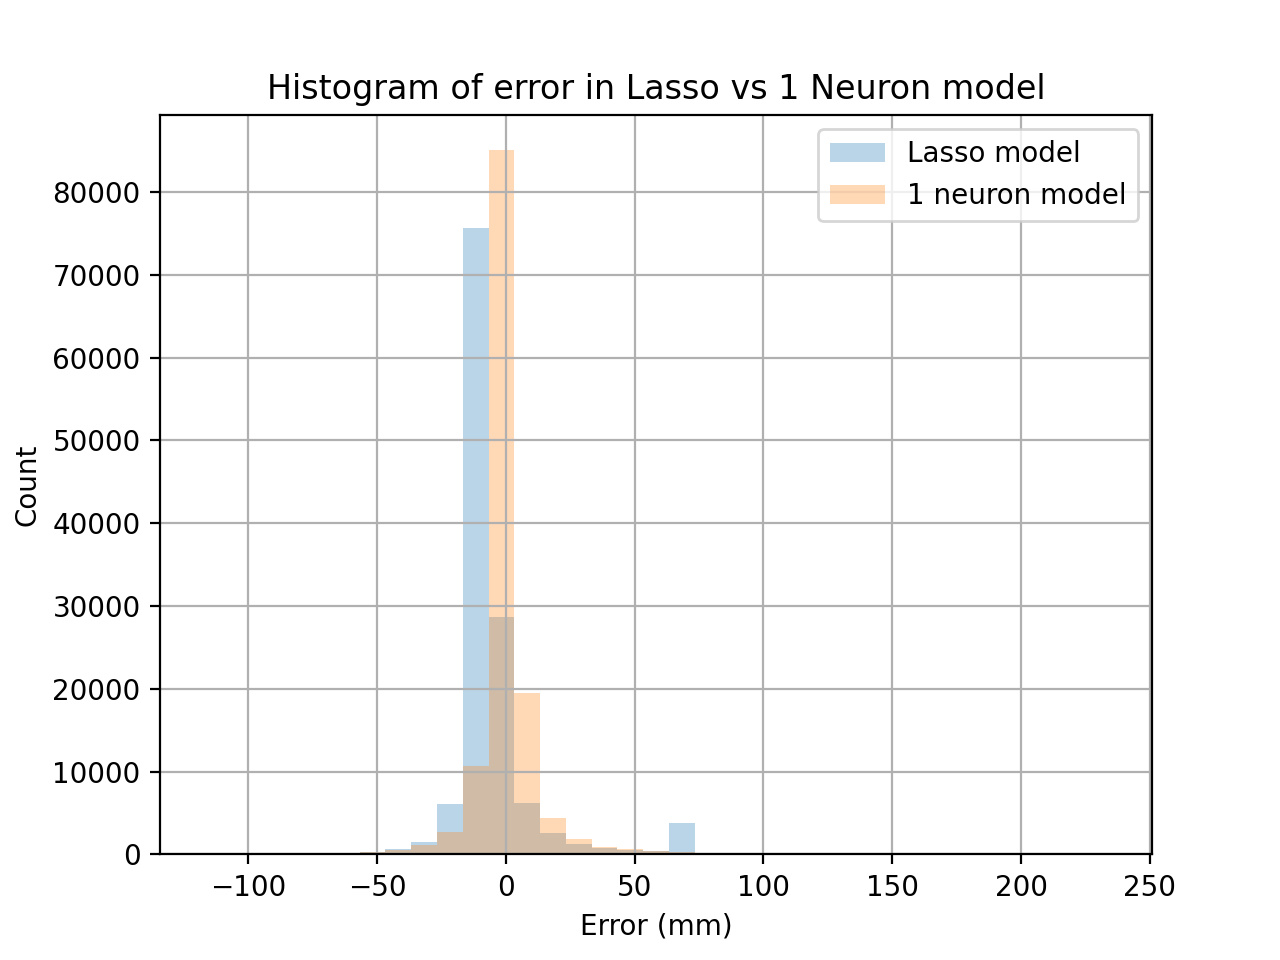 Histogram of error in Lasso vs 1 Neuron model
Lasso model
1 neuron model
80000
70000
60000
50000
40000
30000
20000
10000
0
Count
−100 −50 0 50 100 150 200 250
Error (mm)